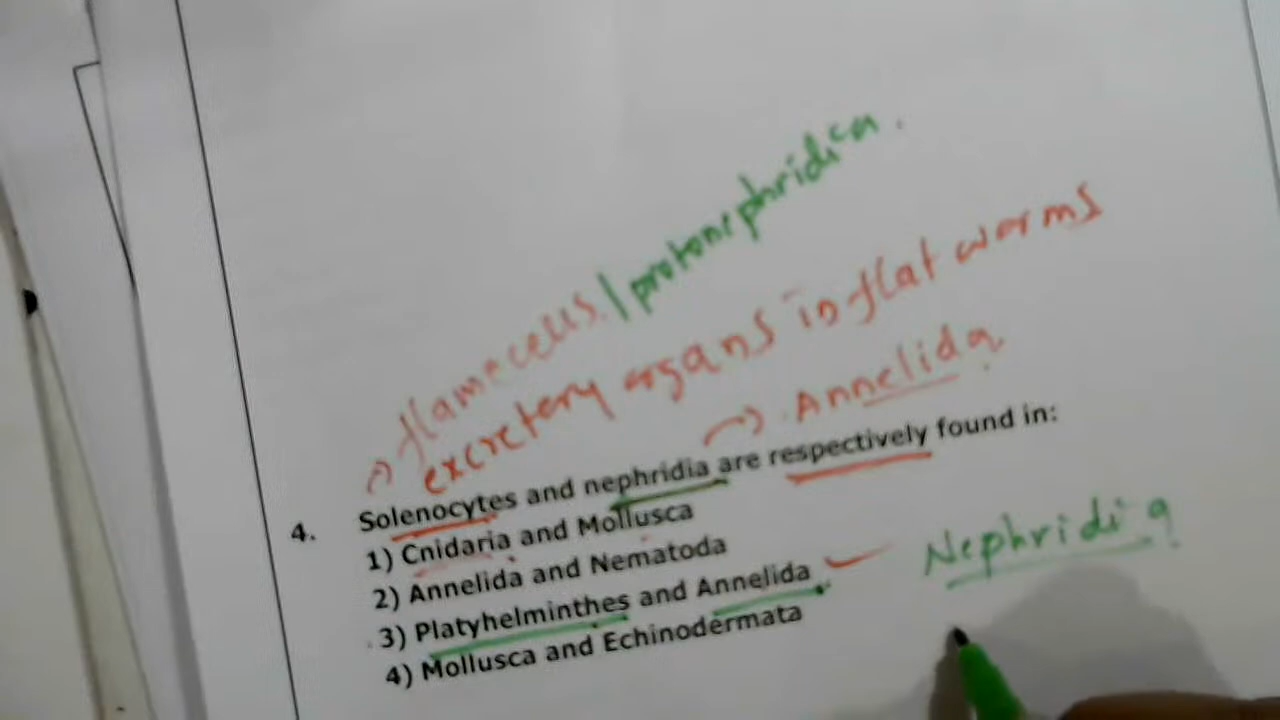 flame cells / protonephridia.
excretery organs in flat worms
Annelida
4. Solenocytes and nephridia are respectively found in:
1) Cnidaria and Mollusca
2) Annelida and Nematoda
3) Platyhelminthes and Annelida
4) Mollusca and Echinodermata
Nephridia